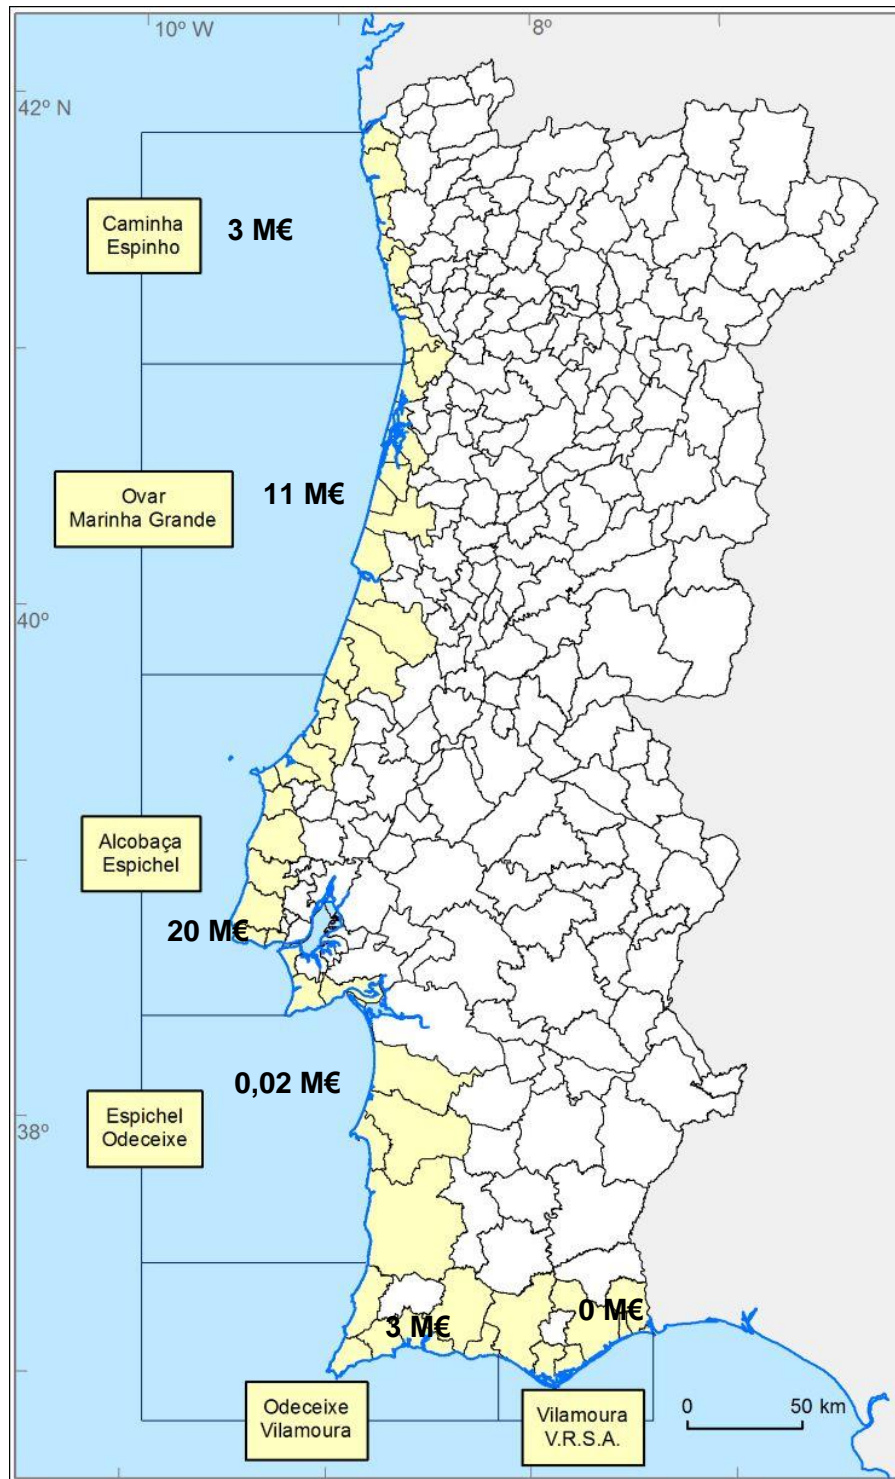 10º W
8º
42º N
Caminha
Espinho
3 M€
Ovar
Marinha Grande
11 M€
40º
Alcobaça
Espichel
20 M€
0,02 M€
Espichel
Odeceixe
38º
0 M€
3 M€
Odeceixe
Vilamoura
Vilamoura
V.R.S.A.
0 50 km